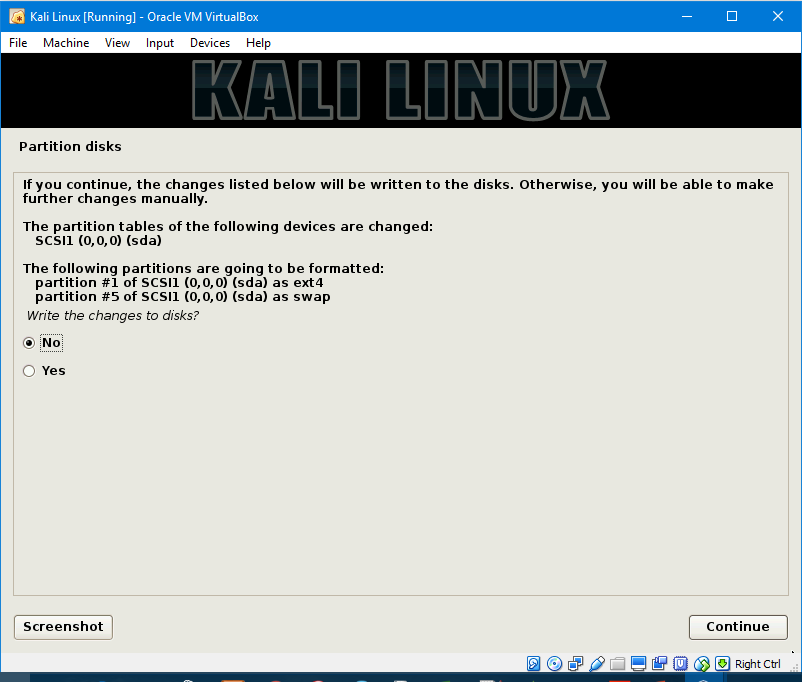 Kali Linux [Running] - Oracle VM VirtualBox
File Machine View Input Devices Help
KALI LINUX
Partition disks
If you continue, the changes listed below will be written to the disks. Otherwise, you will be able to make
further changes manually.
The partition tables of the following devices are changed:
SCSI1 (0,0,0) (sda)
The following partitions are going to be formatted:
partition #1 of SCSI1 (0,0,0) (sda) as ext4
partition #5 of SCSI1 (0,0,0) (sda) as swap
Write the changes to disks?
No
Yes
Screenshot Continue
Right Ctrl